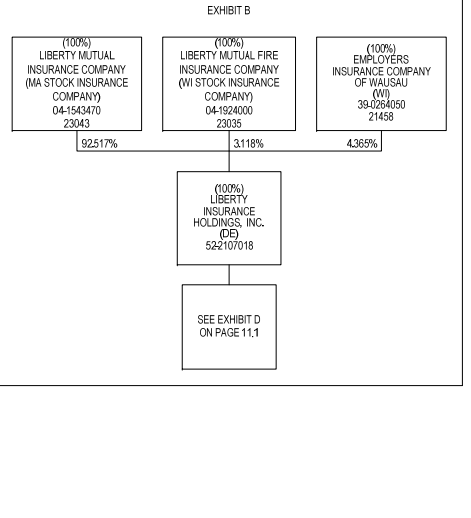 EXHIBIT B
(100%)
LIBERTY MUTUAL
INSURANCE COMPANY
(MA STOCK INSURANCE
COMPANY)
04-1543470
23043
(100%)
LIBERTY MUTUAL FIRE
INSURANCE COMPANY
(WI STOCK INSURANCE
COMPANY)
04-1924000
23035
(100%)
EMPLOYERS
INSURANCE COMPANY
OF WAUSAU
(WI)
39-0264050
21458
92.517%
3.118%
4.365%
(100%)
LIBERTY
INSURANCE
HOLDINGS, INC.
(DE)
52-2107018
SEE EXHIBIT D
ON PAGE 11.1